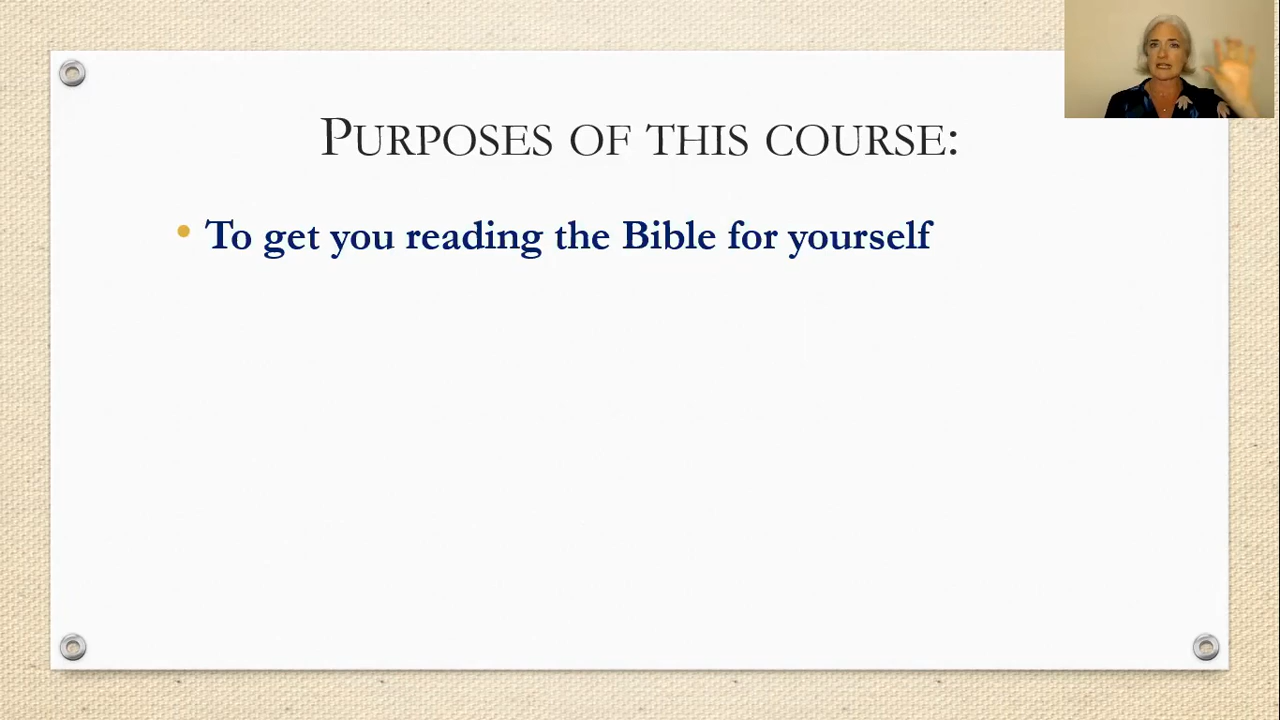 PURPOSES OF THIS COURSE:
• To get you reading the Bible for yourself